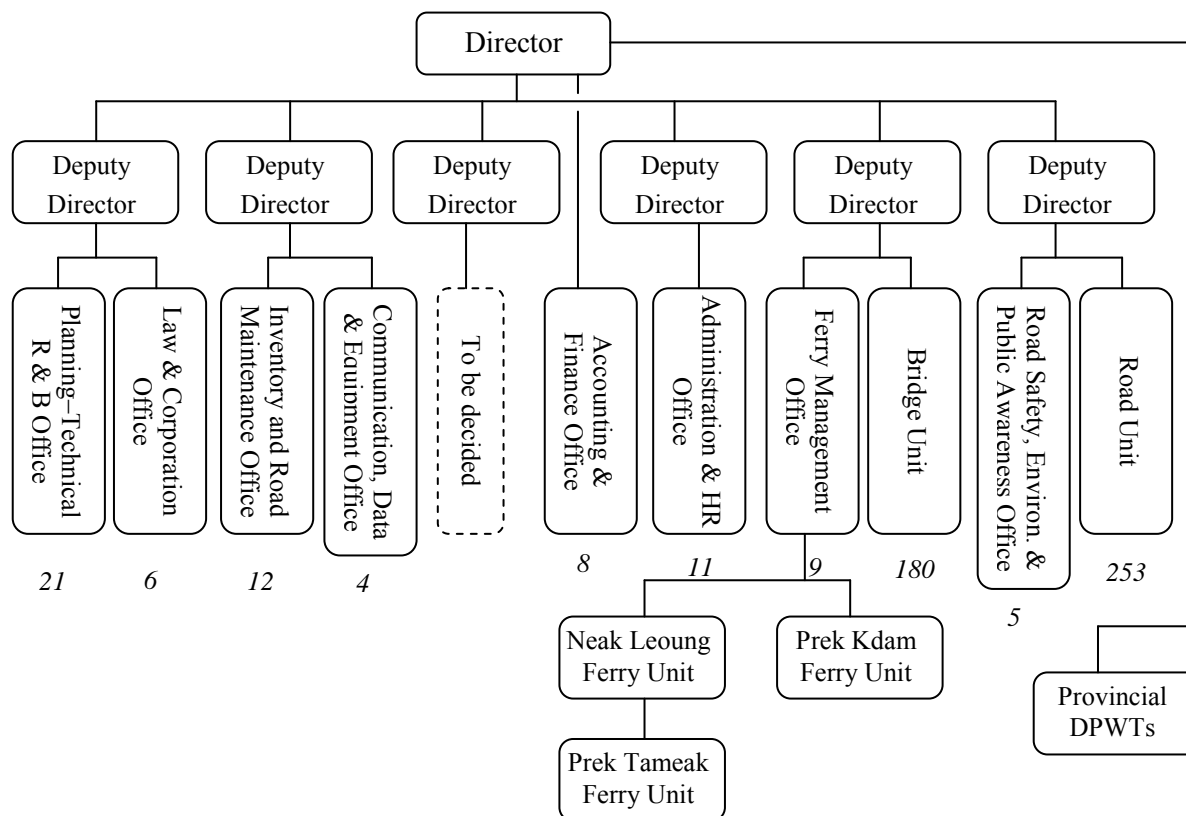 Director
Deputy
Director
Deputy
Director
Deputy
Director
Deputy
Director
Deputy
Director
Deputy
Director
Planning–Technical
R & B Office
Law & Corporation
Office
Inventory and Road
Maintenance Office
Communication, Data
& Equipment Office
To be decided
Accounting &
Finance Office
Administration & HR
Office
Ferry Management
Office
Bridge Unit
Road Safety, Environ. &
Public Awareness Office
Road Unit
21
6
12
4
8
11
9
180
5
253
Neak Leoung
Ferry Unit
Prek Kdam
Ferry Unit
Provincial
DPWTs
Prek Tameak
Ferry Unit